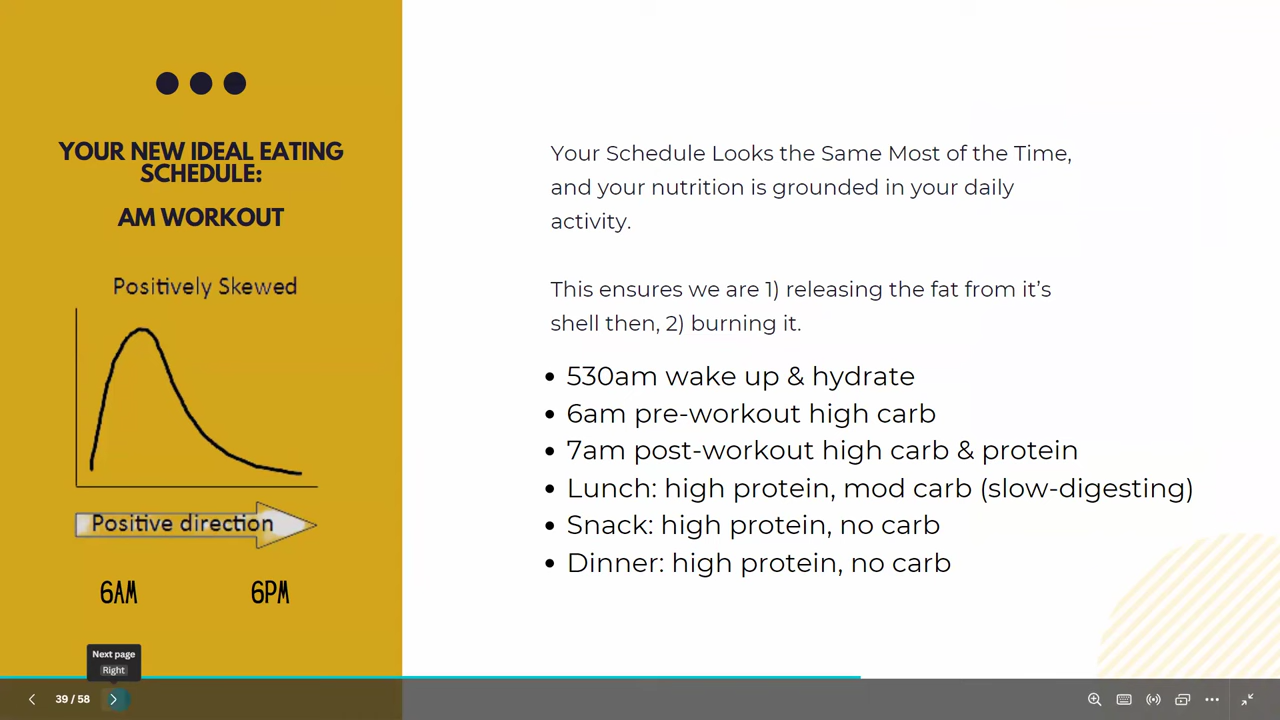 YOUR NEW IDEAL EATING
SCHEDULE:
AM WORKOUT
Positively Skewed
Positive direction
6AM 6PM
Your Schedule Looks the Same Most of the Time,
and your nutrition is grounded in your daily
activity.
This ensures we are 1) releasing the fat from it's
shell then, 2) burning it.
• 530am wake up & hydrate
• 6am pre-workout high carb
• 7am post-workout high carb & protein
• Lunch: high protein, mod carb (slow-digesting)
• Snack: high protein, no carb
• Dinner: high protein, no carb
Next page
Right
39 / 58